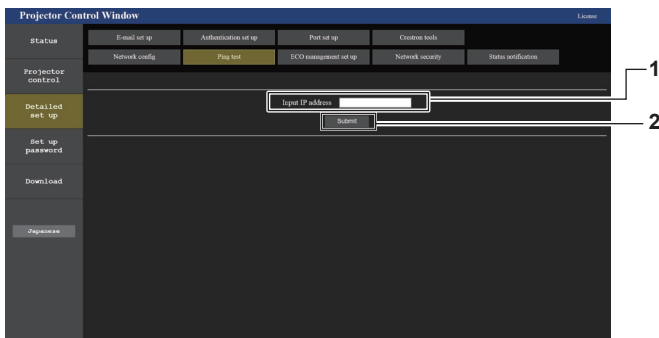 Projector Control Window
License
Status
E-mail set up
Authentication set up
Port set up
Crestron tools
Network config
Ping test
ECO management set up
Network security
Status notification
Projector
control
1
Input IP address
Detailed
set up
Submit
2
Set up
password
Download
Japanese